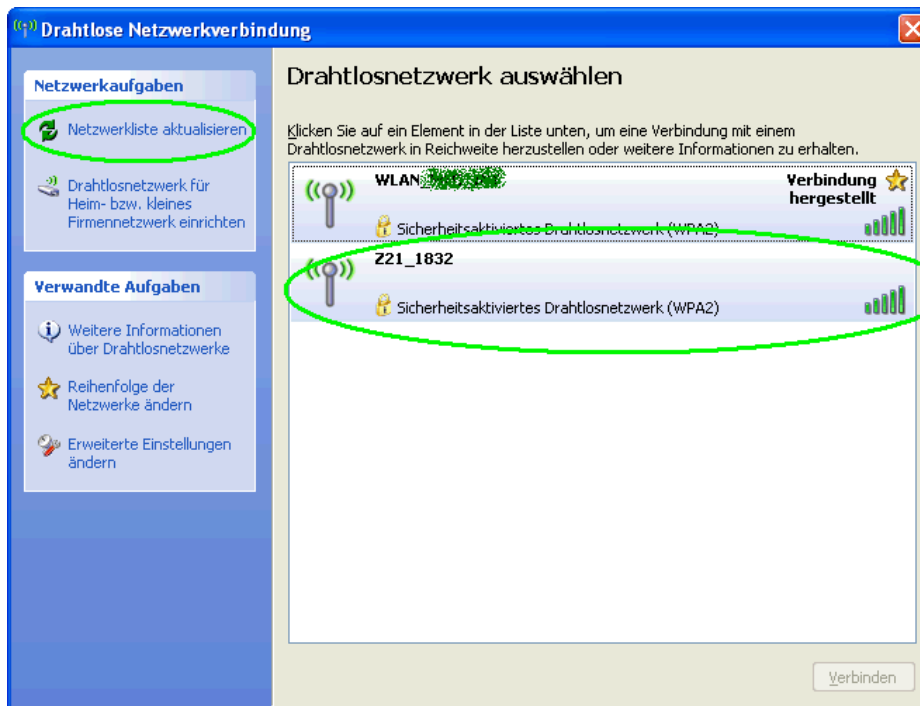 Drahtlose Netzwerkverbindung
Netzwerkaufgaben
Netzwerkliste aktualisieren
Drahtlosnetzwerk für
Heim- bzw. kleines
Firmennetzwerk einrichten
Verwandte Aufgaben
Weitere Informationen
über Drahtlosnetzwerke
Reihenfolge der
Netzwerke ändern
Erweiterte Einstellungen
ändern
Drahtlosnetzwerk auswählen
Klicken Sie auf ein Element in der Liste unten, um eine Verbindung mit einem
Drahtlosnetzwerk in Reichweite herzustellen oder weitere Informationen zu erhalten.
WLAN
Verbindung
hergestellt
Sicherheitsaktiviertes Drahtlosnetzwerk (WPA2)
Z21_1832
Sicherheitsaktiviertes Drahtlosnetzwerk (WPA2)
Verbinden